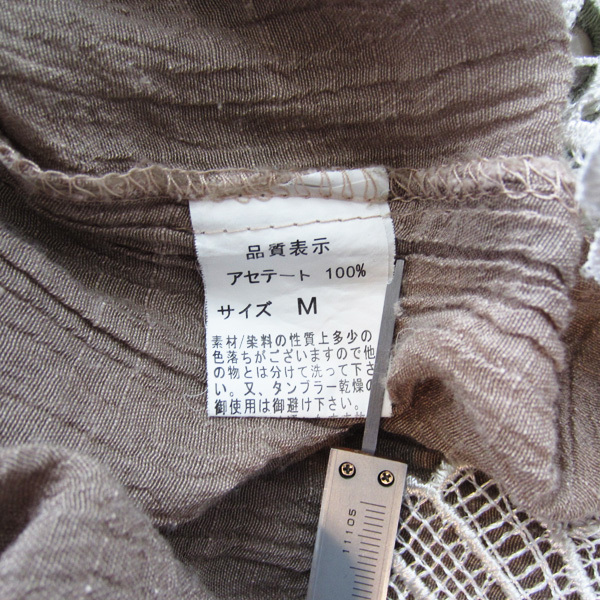 品質表示
アセテート 100%
サイズ M
素材/染料の性質上多少の
色落ちがございますので他
の物とは分けて洗って下さ
い。又、タンブラー乾燥の
御使用は御避け下さい。
11105